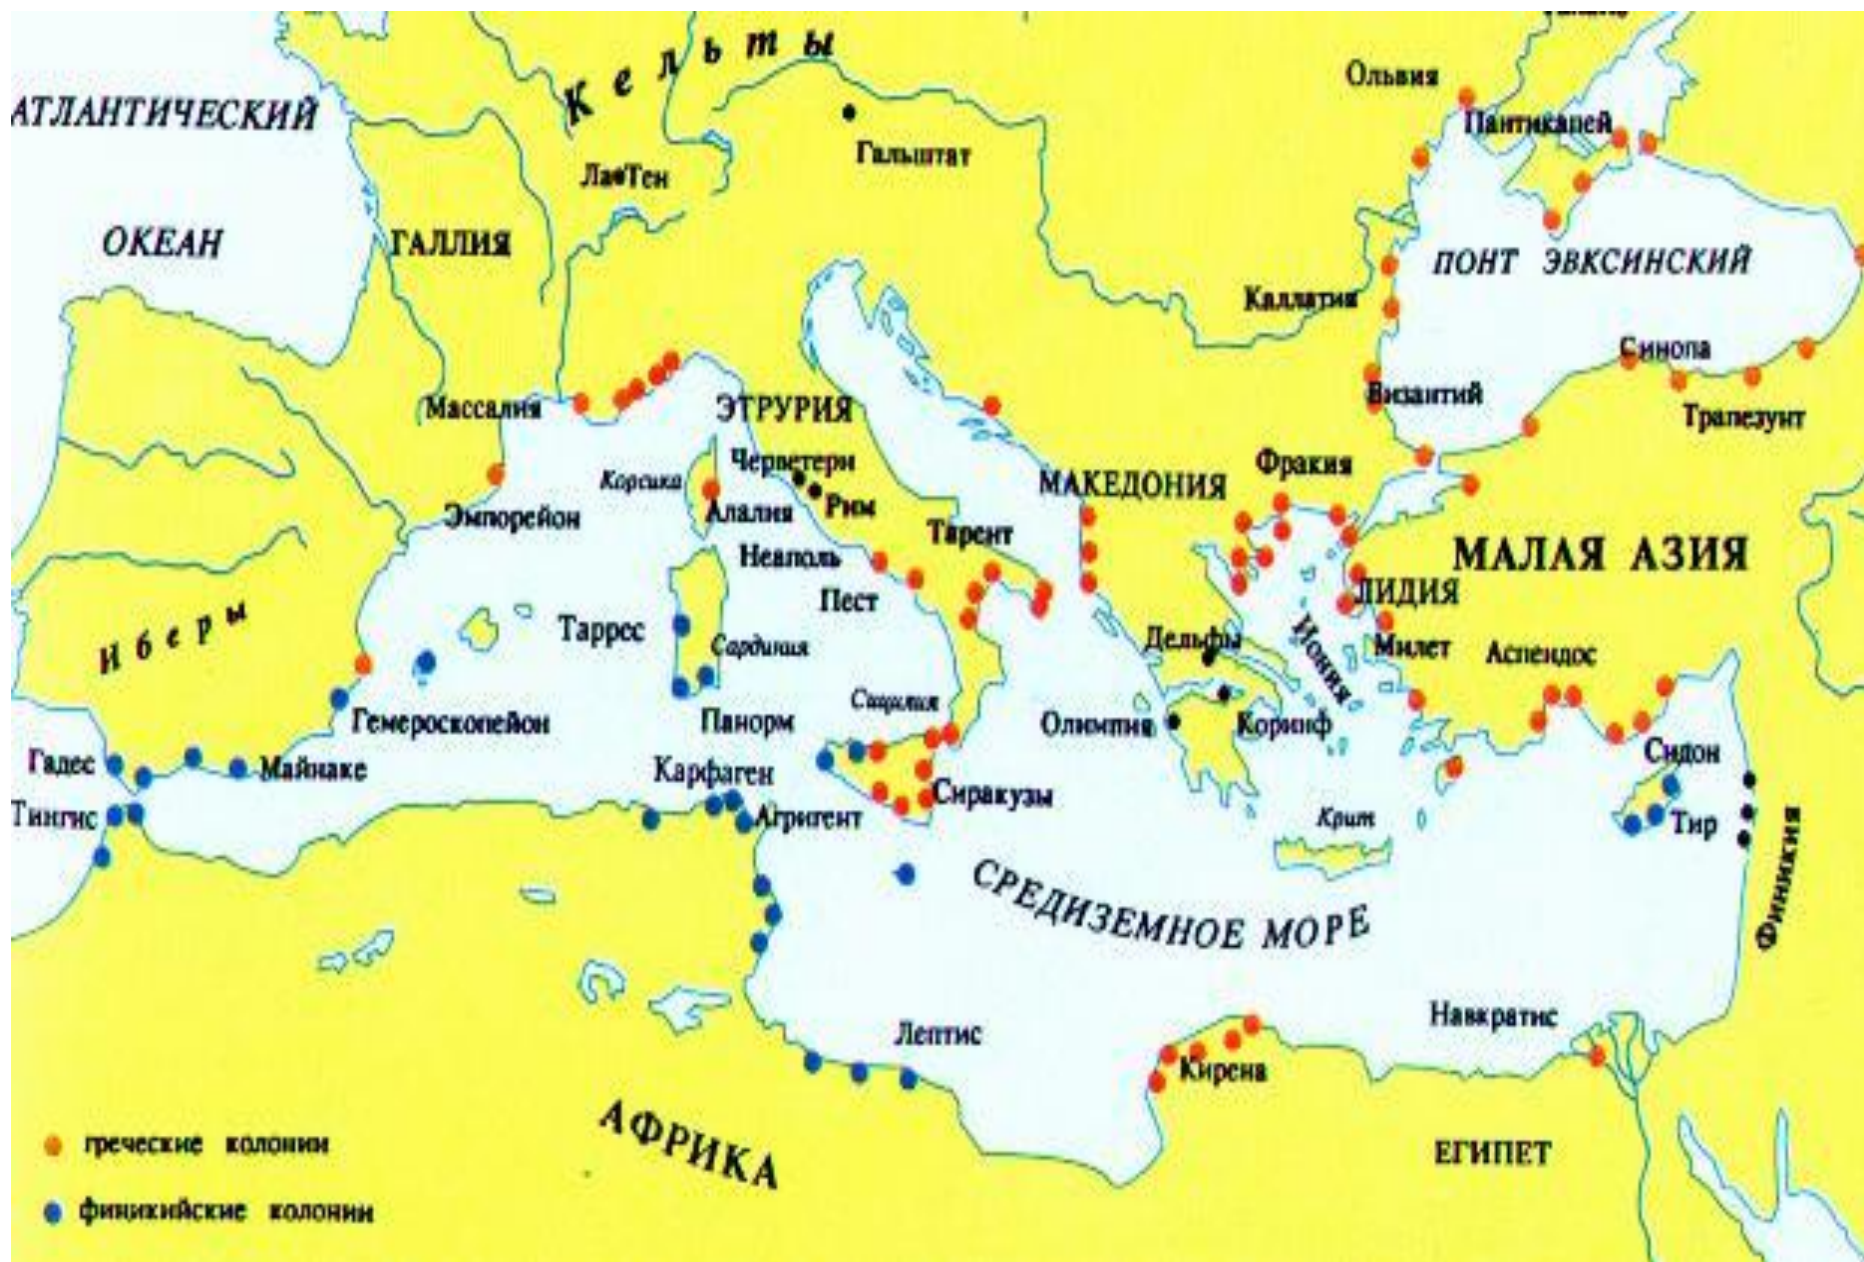 Кельты
Ольвия
АТЛАНТИЧЕСКИЙ
Пантикапей
Гальштат
Ла Тен
ОКЕАН
ГАЛЛИЯ
ПОНТ ЭВКСИНСКИЙ
Каллатия
Синопа
Массалия
ЭТРУРИЯ
Византий
Трапезунт
Черветери
Фракия
Корсика
МАКЕДОНИЯ
Эмпорейон
Алалия
Рим
Тарент
Неаполь
МАЛАЯ АЗИЯ
Пест
ЛИДИЯ
Иберы
Таррес
Сардиния
Дельфы
Иония
Милет
Аспендос
Сицилия
Гемероскопейон
Панорм
Олимпия
Коринф
Гадес
Майнаке
Карфаген
Сидон
Сиракузы
Тингис
Агригент
Крит
Тир
СРЕДИЗЕМНОЕ МОРЕ
Финикия
Лептис
Навкратис
Кирена
АФРИКА
греческие колонии
ЕГИПЕТ
финикийские колонии